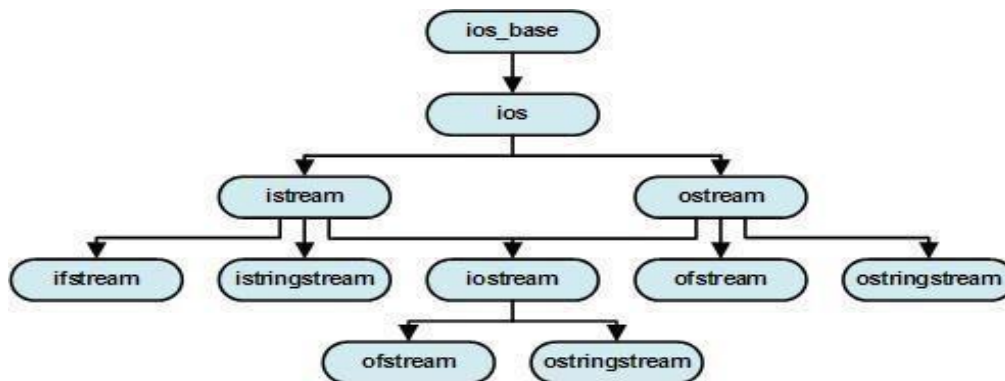 ios_base
ios
istream
ostream
ifstream
istringstream
iostream
ofstream
ostringstream
ofstream
ostringstream